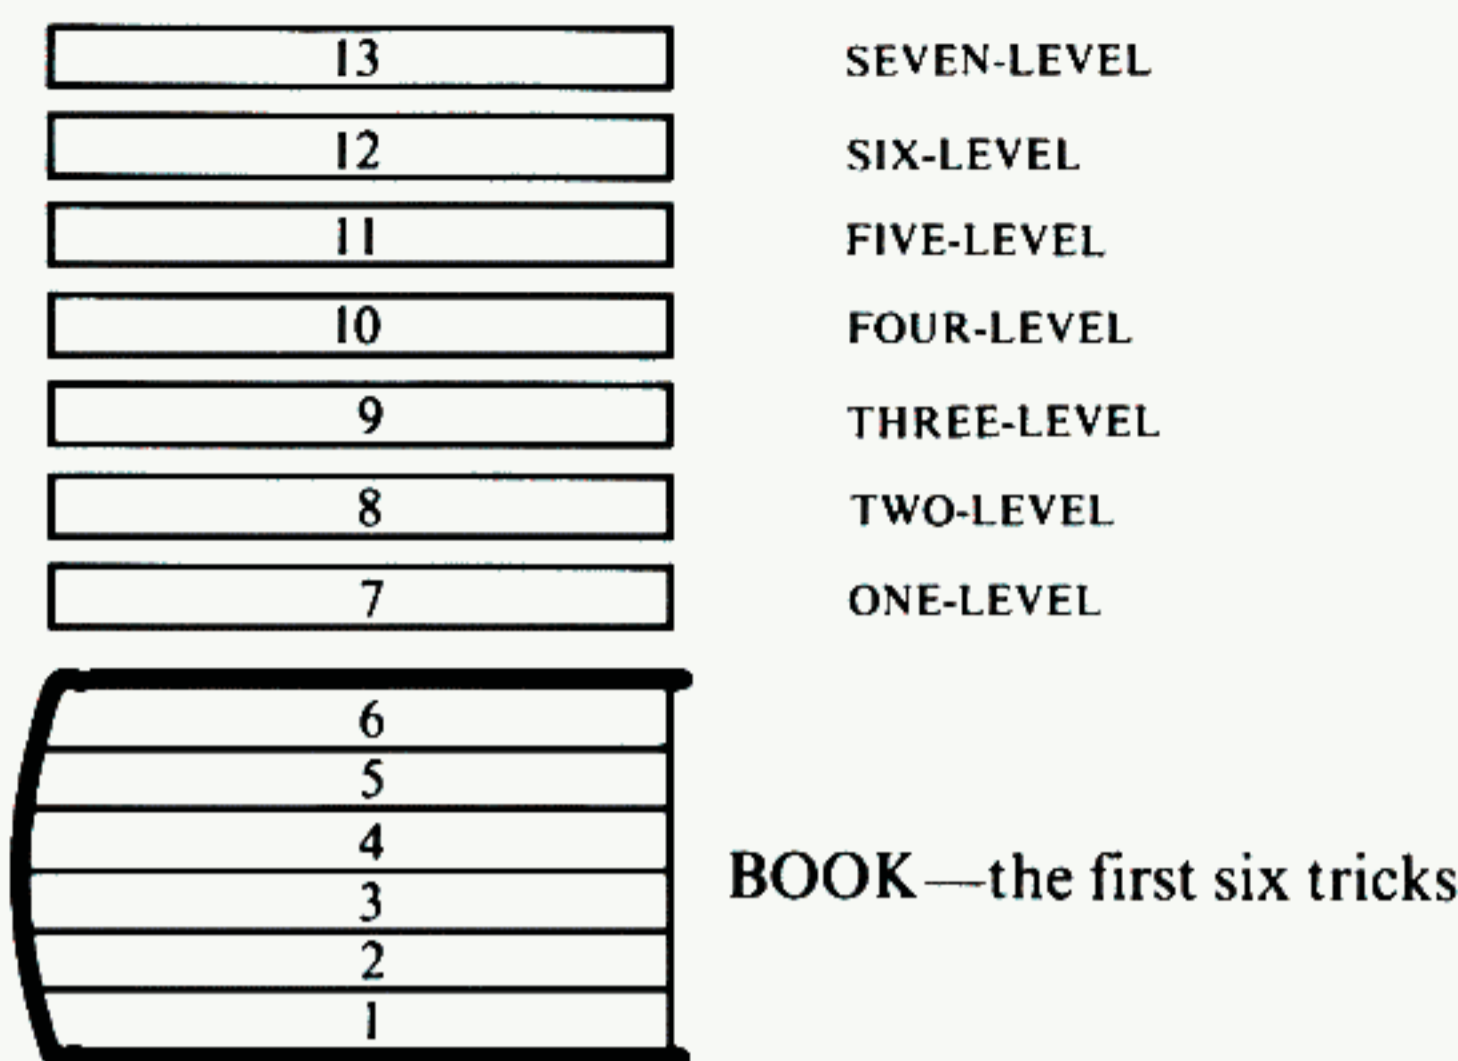 13 SEVEN-LEVEL
12 SIX-LEVEL
11 FIVE-LEVEL
10 FOUR-LEVEL
9 THREE-LEVEL
8 TWO-LEVEL
7 ONE-LEVEL
6
5
4
3
2
1
BOOK—the first six tricks